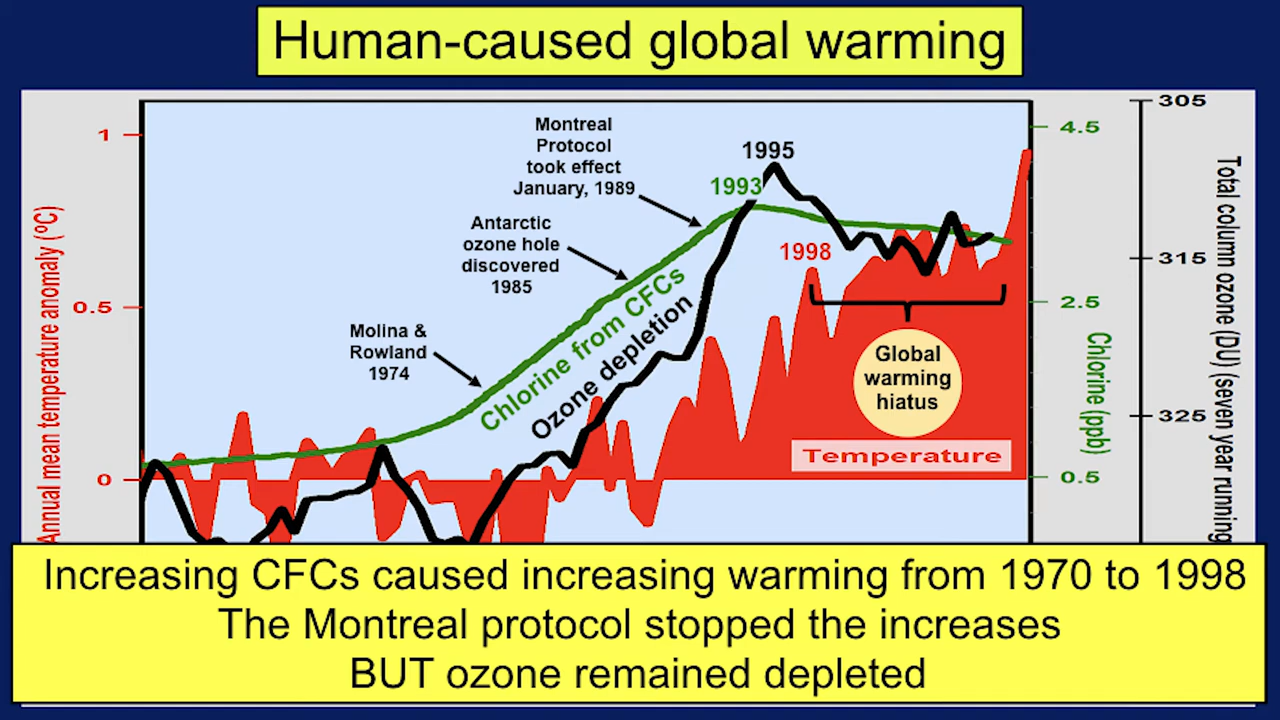 Human-caused global warming
305
1
4.5
Montreal
Protocol
took effect
January, 1989
1995
1993
Antarctic
ozone hole
discovered
1985
1998
315
0.5
2.5
Chlorine from CFCs
Ozone depletion
Molina &
Rowland
1974
Global
warming
hiatus
325
Temperature
0
0.5
Annual mean temperature anomaly (ºC)
Chlorine (ppb)
Total column ozone (DU) (seven year running
Increasing CFCs caused increasing warming from 1970 to 1998
The Montreal protocol stopped the increases
BUT ozone remained depleted